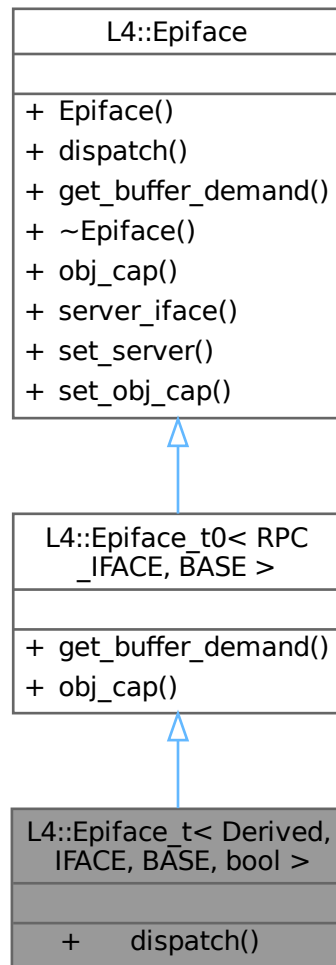 L4::Epiface
+ Epiface()
+ dispatch()
+ get_buffer_demand()
+ ~Epiface()
+ obj_cap()
+ server_iface()
+ set_server()
+ set_obj_cap()
L4::Epiface_t0< RPC
_IFACE, BASE >
+ get_buffer_demand()
+ obj_cap()
L4::Epiface_t< Derived,
IFACE, BASE, bool >
+ dispatch()